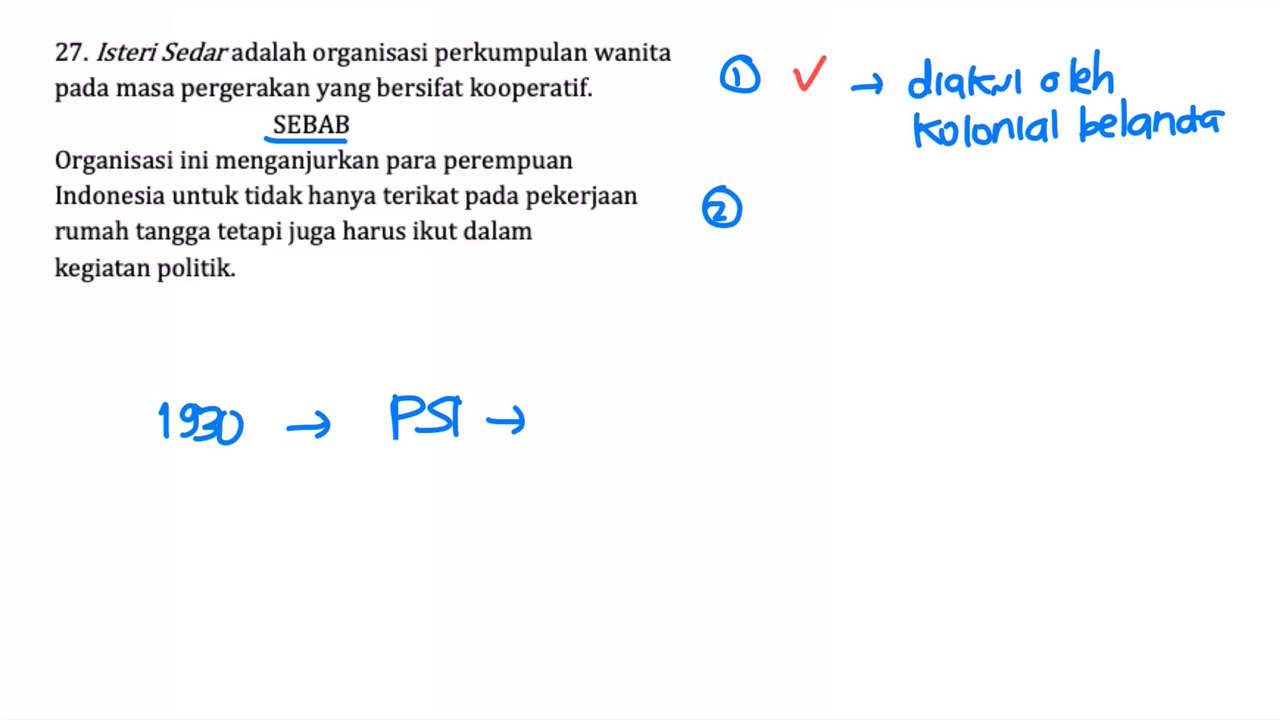 27. Isteri Sedar adalah organisasi perkumpulan wanita
pada masa pergerakan yang bersifat kooperatif.
SEBAB
Organisasi ini menganjurkan para perempuan
Indonesia untuk tidak hanya terikat pada pekerjaan
rumah tangga tetapi juga harus ikut dalam
kegiatan politik.
1 ✓ → diakui oleh
kolonial belanda
2
1930 → PSI →